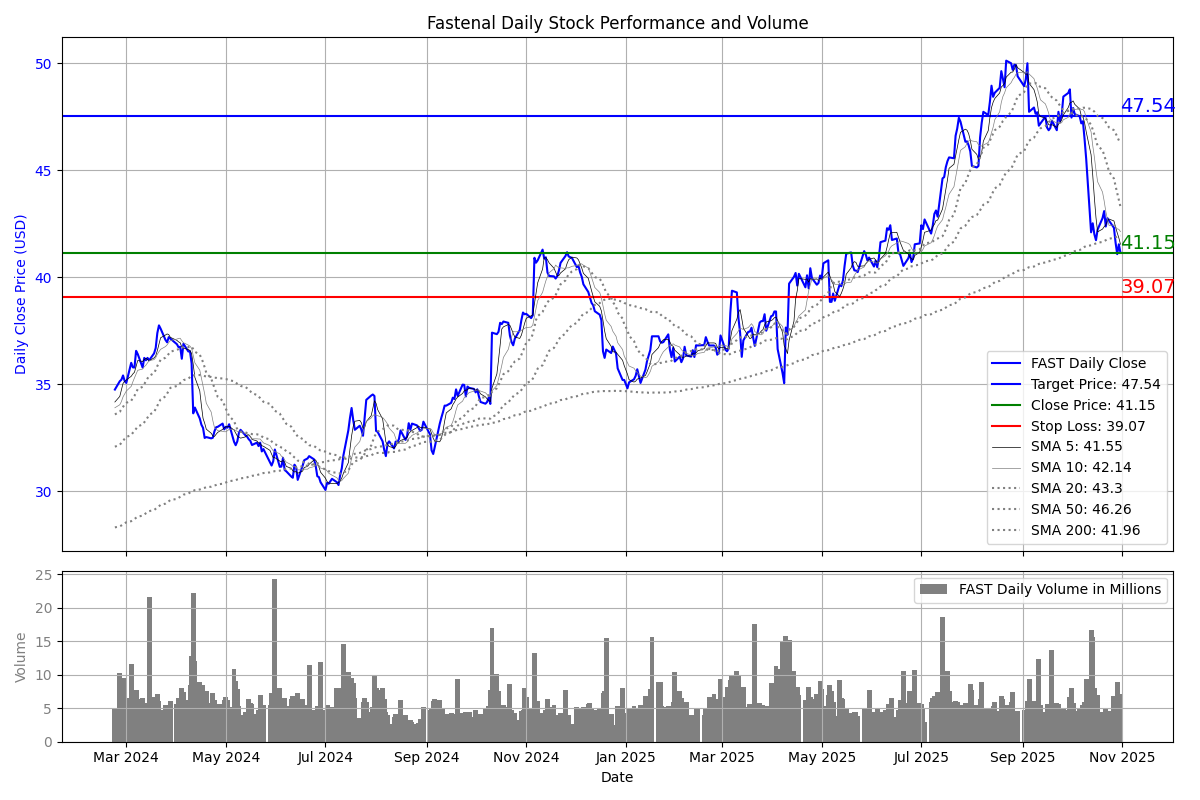 Fastenal Daily Stock Performance and Volume
Daily Close Price (USD)
50
45
40
35
30
47.54
41.15
39.07
FAST Daily Close
Target Price: 47.54
Close Price: 41.15
Stop Loss: 39.07
SMA 5: 41.55
SMA 10: 42.14
SMA 20: 43.3
SMA 50: 46.26
SMA 200: 41.96
Volume
25
20
15
10
5
0
FAST Daily Volume in Millions
Mar 2024 May 2024 Jul 2024 Sep 2024 Nov 2024 Jan 2025 Mar 2025 May 2025 Jul 2025 Sep 2025 Nov 2025
Date